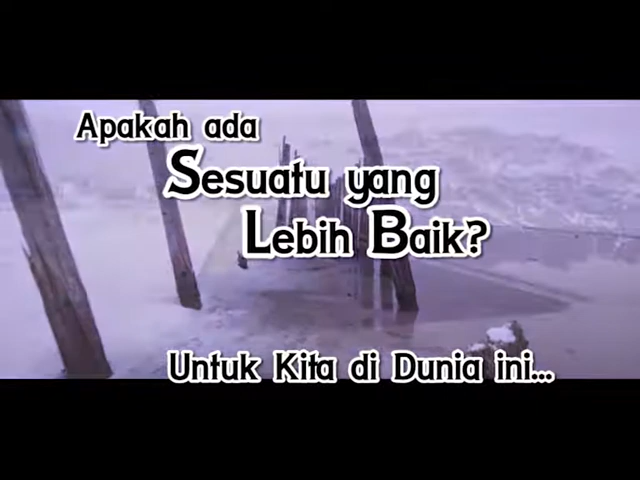 Apakah ada
Sesuatu yang
Lebih Baik?
Untuk Kita di Dunia ini...